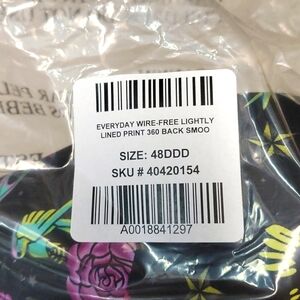 EVERYDAY WIRE-FREE LIGHTLY
LINED PRINT 360 BACK SMOO
SIZE: 48DDD
SKU # 40420154
A0018841297